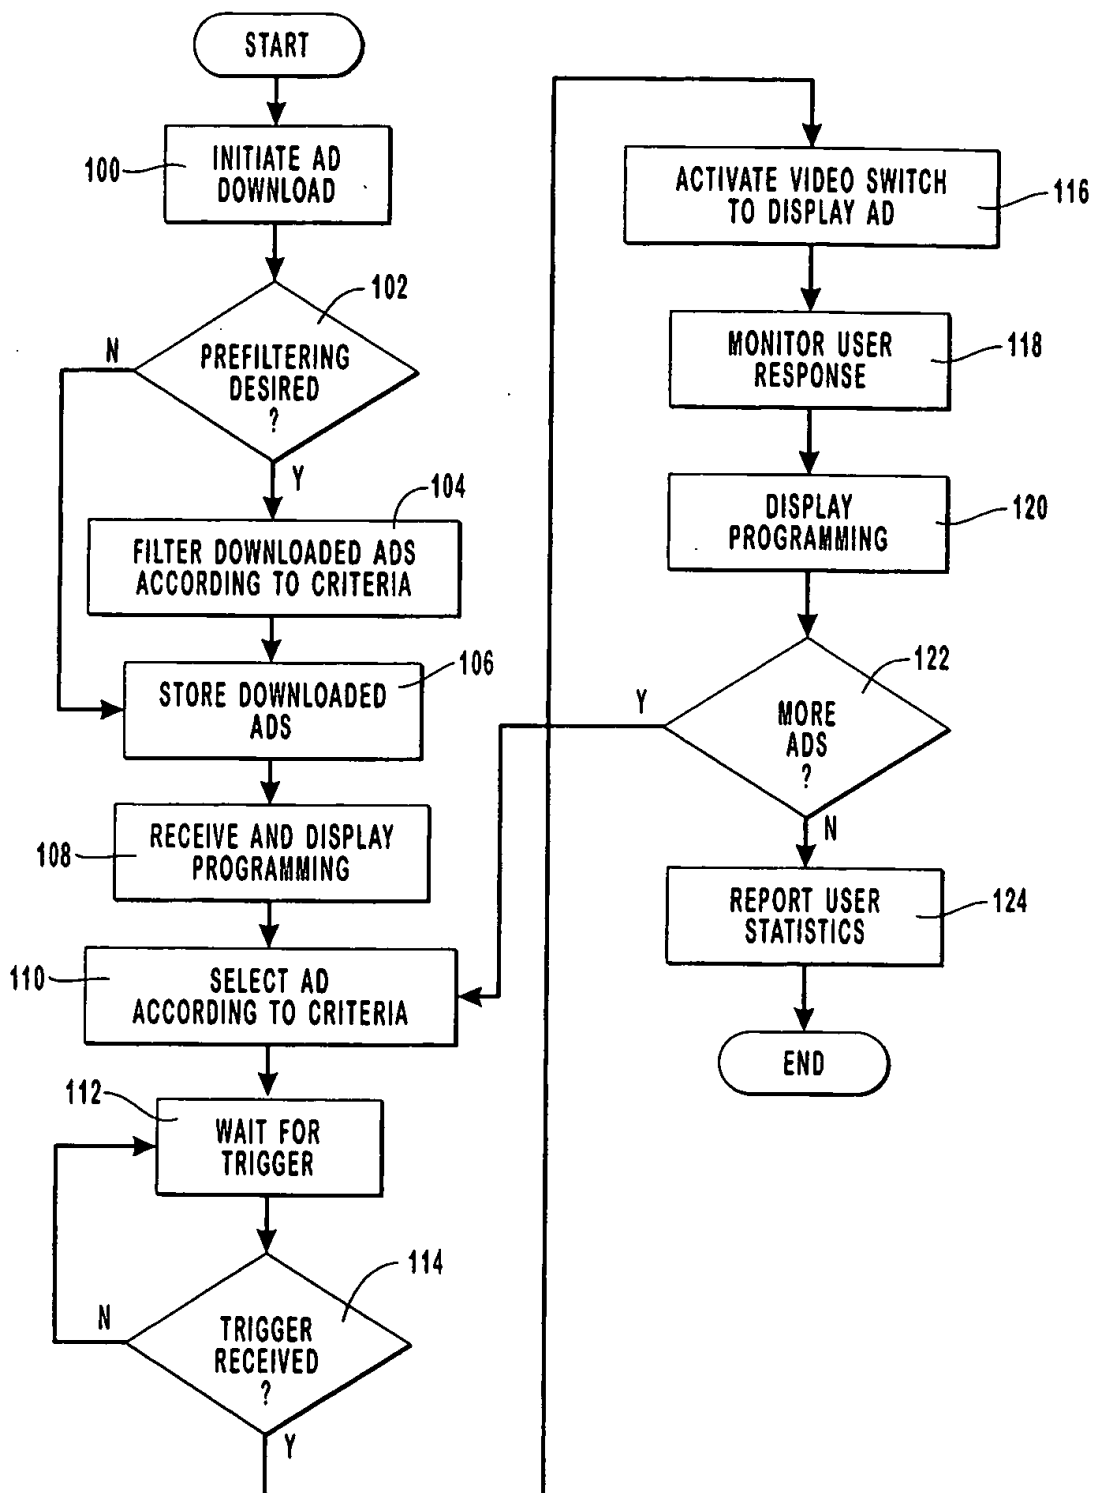 START
100
INITIATE AD
DOWNLOAD
102
N
PREFILTERING
DESIRED
?
Y
104
FILTER DOWNLOADED ADS
ACCORDING TO CRITERIA
106
STORE DOWNLOADED
ADS
108
RECEIVE AND DISPLAY
PROGRAMMING
110
SELECT AD
ACCORDING TO CRITERIA
112
WAIT FOR
TRIGGER
114
N
TRIGGER
RECEIVED
?
Y
ACTIVATE VIDEO SWITCH
TO DISPLAY AD
116
MONITOR USER
RESPONSE
118
DISPLAY
PROGRAMMING
120
122
Y
MORE
ADS
?
N
REPORT USER
STATISTICS
124
END